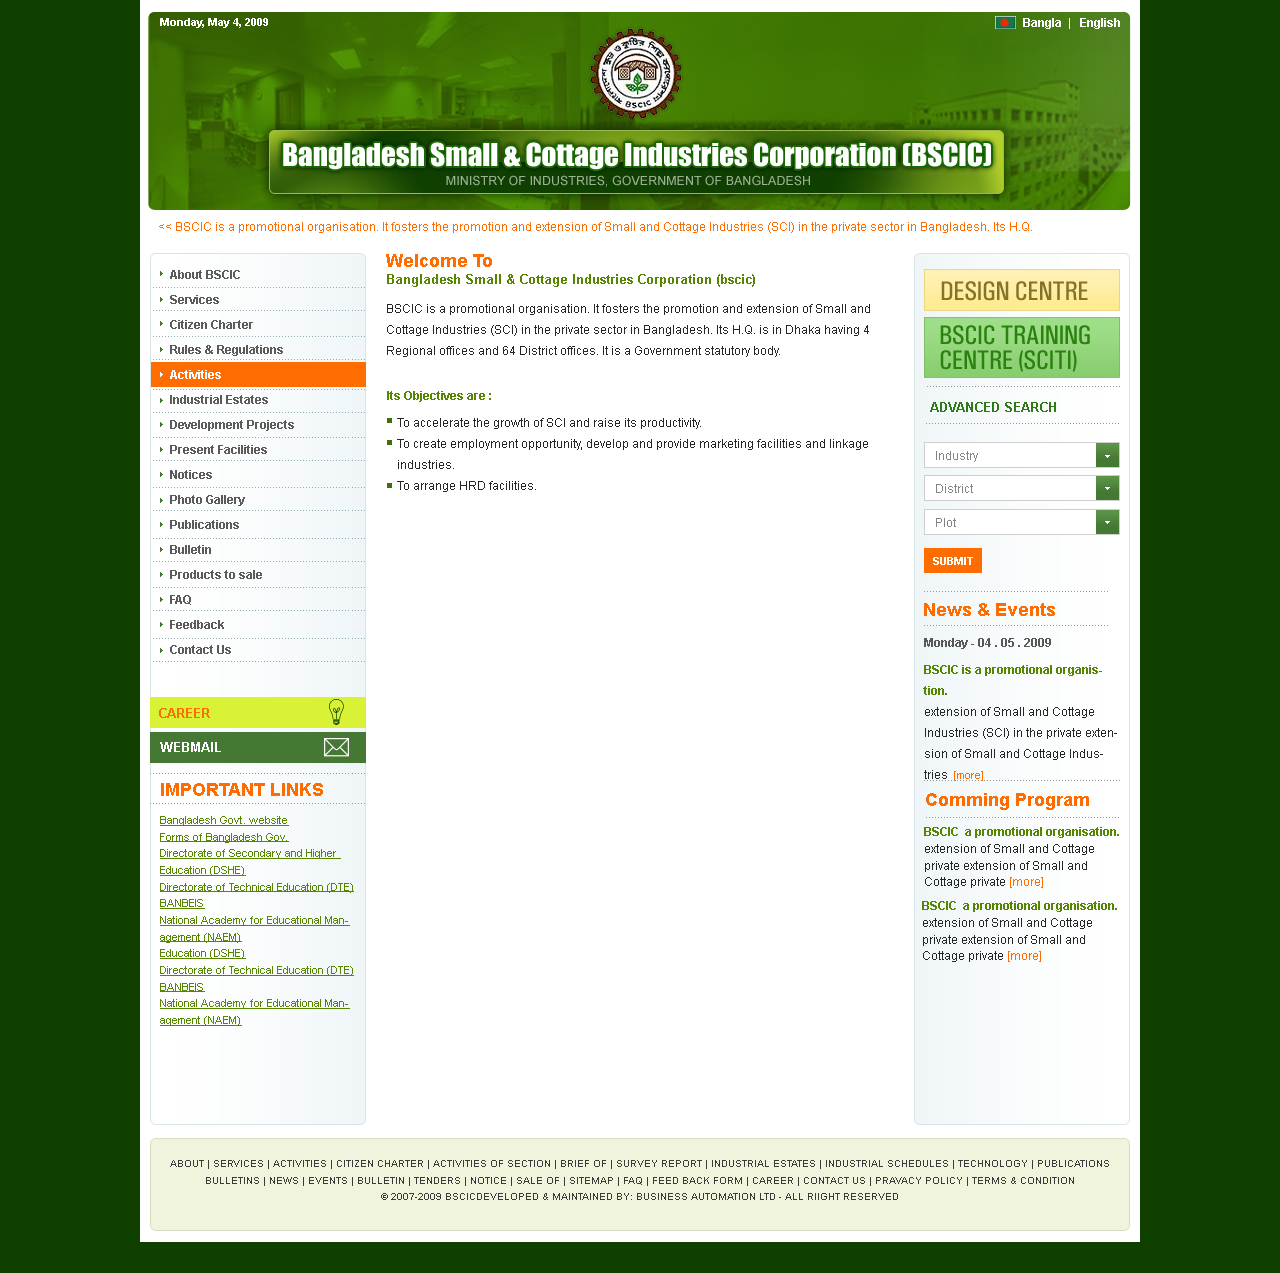 Monday, May 4, 2009
Bangla | English
BSCIC
Bangladesh Small & Cottage Industries Corporation (BSCIC)
MINISTRY OF INDUSTRIES, GOVERNMENT OF BANGLADESH
<< BSCIC is a promotional organisation. It fosters the promotion and extension of Small and Cottage Industries (SCI) in the private sector in Bangladesh. Its H.Q.
About BSCIC
Services
Citizen Charter
Rules & Regulations
Activities
Industrial Estates
Development Projects
Present Facilities
Notices
Photo Gallery
Publications
Bulletin
Products to sale
FAQ
Feedback
Contact Us
CAREER
WEBMAIL
IMPORTANT LINKS
Bangladesh Govt. website
Forms of Bangladesh Gov.
Directorate of Secondary and Higher
Education (DSHE)
Directorate of Technical Education (DTE)
BANBEIS
National Academy for Educational Man-
agement (NAEM)
Education (DSHE)
Directorate of Technical Education (DTE)
BANBEIS
National Academy for Educational Man-
agement (NAEM)
Welcome To
Bangladesh Small & Cottage Industries Corporation (bscic)
BSCIC is a promotional organisation. It fosters the promotion and extension of Small and
Cottage Industries (SCI) in the private sector in Bangladesh. Its H.Q. is in Dhaka having 4
Regional offices and 64 District offices. It is a Government statutory body.
Its Objectives are :
To accelerate the growth of SCI and raise its productivity.
To create employment opportunity, develop and provide marketing facilities and linkage
industries.
To arrange HRD facilities.
DESIGN CENTRE
BSCIC TRAINING
CENTRE (SCITI)
ADVANCED SEARCH
Industry
District
Plot
SUBMIT
News & Events
Monday - 04 . 05 . 2009
BSCIC is a promotional organis-
tion.
extension of Small and Cottage
Industries (SCI) in the private exten-
sion of Small and Cottage Indus-
tries [more]
Comming Program
BSCIC a promotional organisation.
extension of Small and Cottage
private extension of Small and
Cottage private [more]
BSCIC a promotional organisation.
extension of Small and Cottage
private extension of Small and
Cottage private [more]
ABOUT | SERVICES | ACTIVITIES | CITIZEN CHARTER | ACTIVITIES OF SECTION | BRIEF OF | SURVEY REPORT | INDUSTRIAL ESTATES | INDUSTRIAL SCHEDULES | TECHNOLOGY | PUBLICATIONS
BULLETINS | NEWS | EVENTS | BULLETIN | TENDERS | NOTICE | SALE OF | SITEMAP | FAQ | FEED BACK FORM | CAREER | CONTACT US | PRAVACY POLICY | TERMS & CONDITION
© 2007-2009 BSCICDEVELOPED & MAINTAINED BY: BUSINESS AUTOMATION LTD - ALL RIIGHT RESERVED